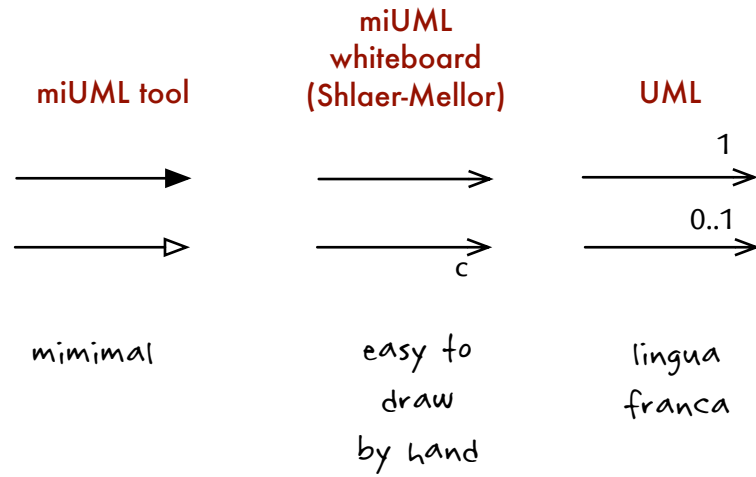 miUML tool
miUML
whiteboard
(Shlaer-Mellor)
UML
1
0..1
c
mimimal
easy to
draw
by hand
lingua
franca